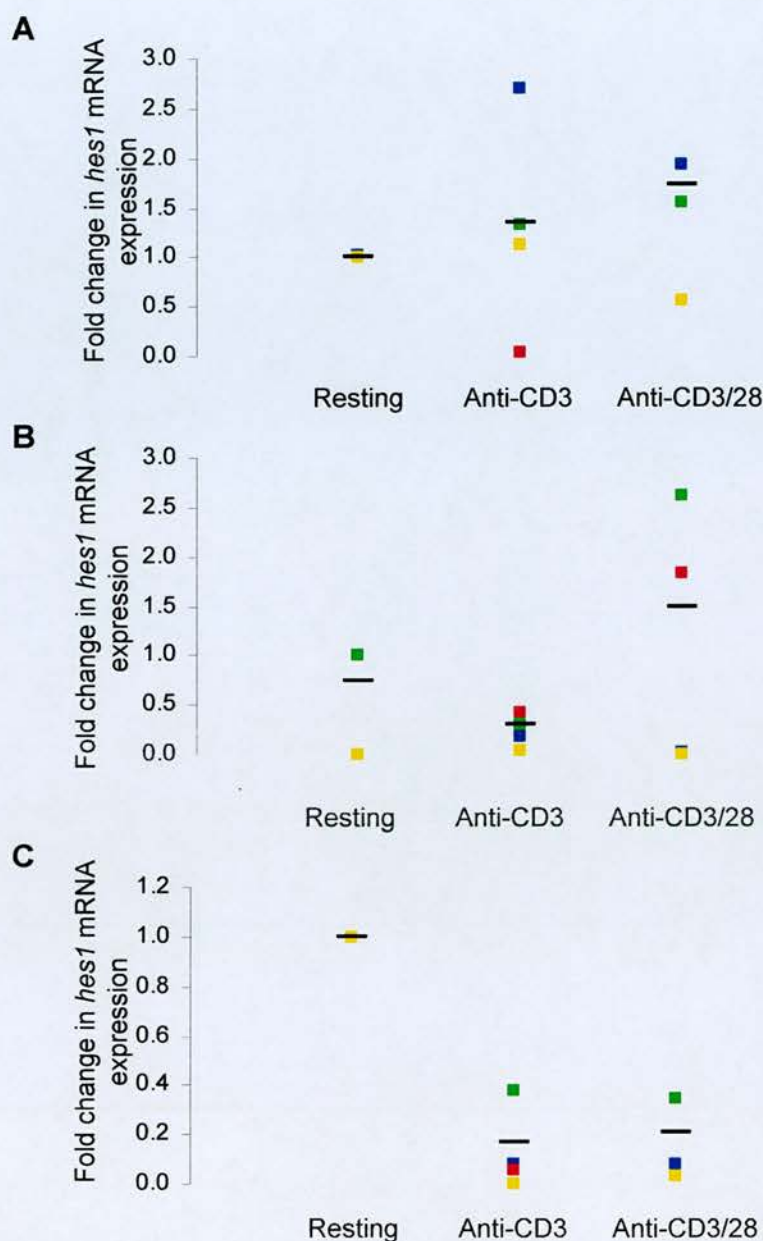 A
Fold change in hes1 mRNA
expression
3.0
2.5
2.0
1.5
1.0
0.5
0.0
Resting Anti-CD3 Anti-CD3/28
B
Fold change in hes1 mRNA
expression
3.0
2.5
2.0
1.5
1.0
0.5
0.0
Resting Anti-CD3 Anti-CD3/28
C
Fold change in hes1 mRNA
expression
1.2
1.0
0.8
0.6
0.4
0.2
0.0
Resting Anti-CD3 Anti-CD3/28